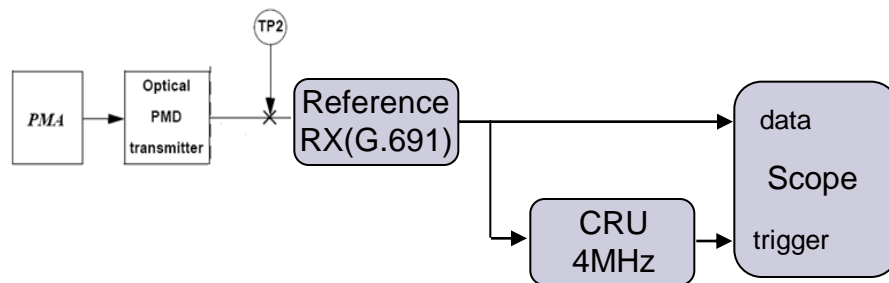 TP2
PMA
Optical
PMD
transmitter
Reference
RX(G.691)
data
Scope
trigger
CRU
4MHz